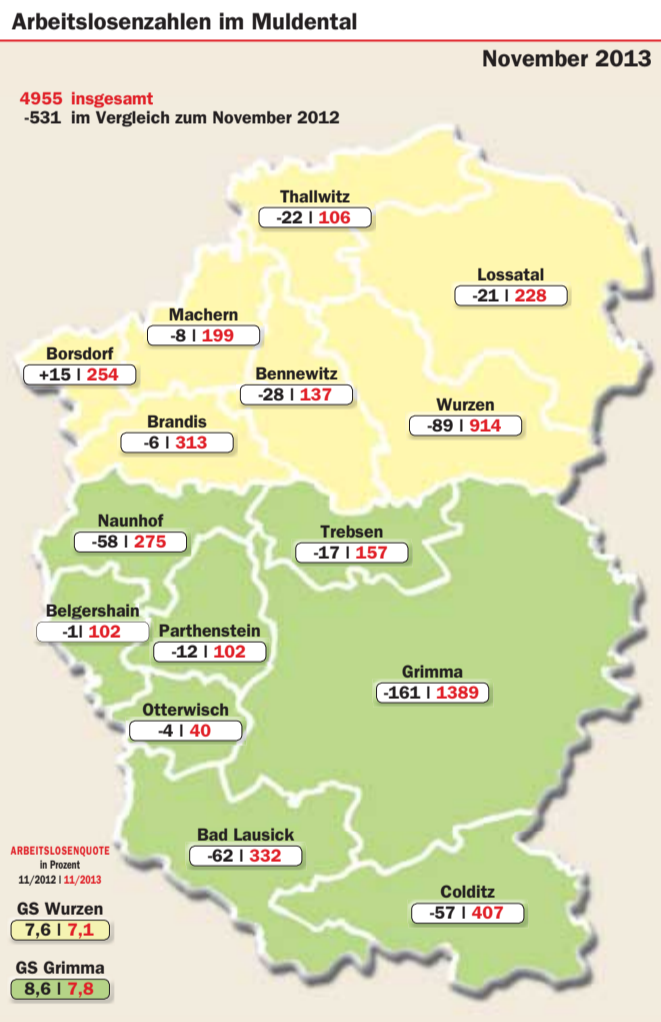 Arbeitslosenzahlen im Muldental
November 2013
4955 insgesamt
-531 im Vergleich zum November 2012
Thallwitz
-22 | 106
Lossatal
-21 | 228
Machern
-8 | 199
Borsdorf
+15 | 254
Bennewitz
-28 | 137
Wurzen
-89 | 914
Brandis
-6 | 313
Naunhof
-58 | 275
Trebsen
-17 | 157
Belgershain
-1| 102
Parthenstein
-12 | 102
Grimma
-161 | 1389
Otterwisch
-4 | 40
Bad Lausick
-62 | 332
Colditz
-57 | 407
ARBEITSLOSENQUOTE
in Prozent
11/2012 | 11/2013
GS Wurzen
7,6 | 7,1
GS Grimma
8,6 | 7,8